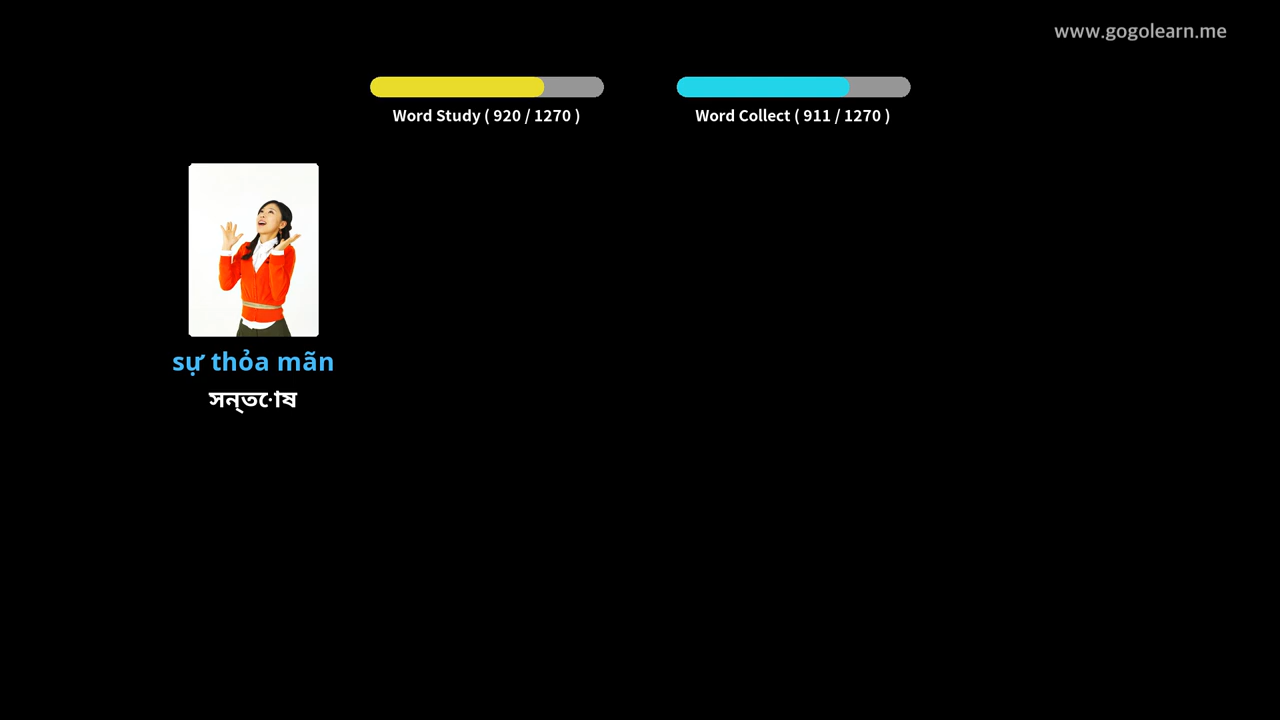 www.gogolearn.me
Word Study ( 920 / 1270 )
Word Collect ( 911 / 1270 )
sự thỏa mãn
সন্তোষ